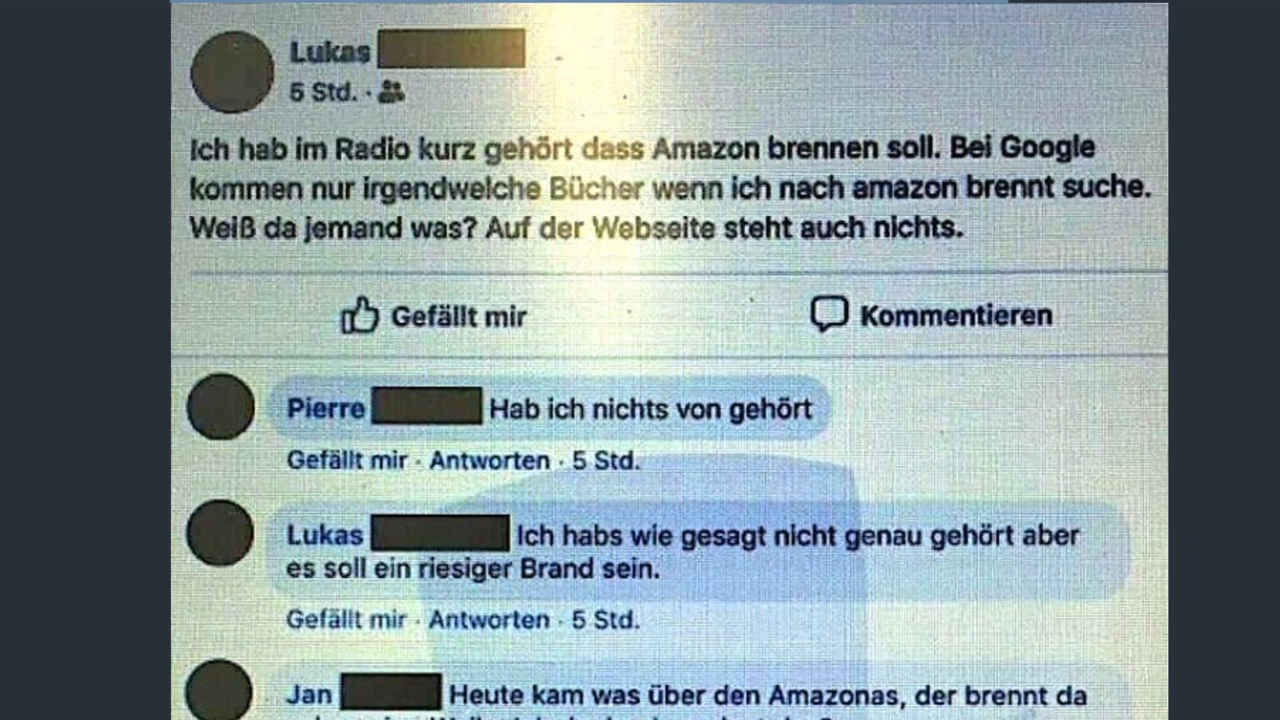 Lukas
5 Std. ·
Ich hab im Radio kurz gehört dass Amazon brennen soll. Bei Google
kommen nur irgendwelche Bücher wenn ich nach amazon brennt suche.
Weiß da jemand was? Auf der Webseite steht auch nichts.
Gefällt mir Kommentieren
Pierre Hab ich nichts von gehört
Gefällt mir · Antworten · 5 Std.
Lukas Ich habs wie gesagt nicht genau gehört aber
es soll ein riesiger Brand sein.
Gefällt mir · Antworten · 5 Std.
Jan Heute kam was über den Amazonas, der brennt da